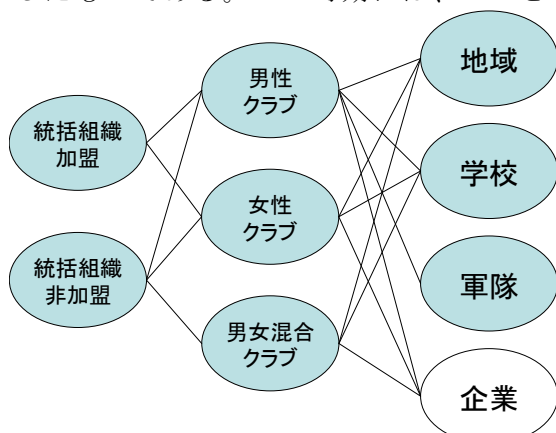 統括組織
加盟
統括組織
非加盟
男性
クラブ
女性
クラブ
男女混合
クラブ
地域
学校
軍隊
企業